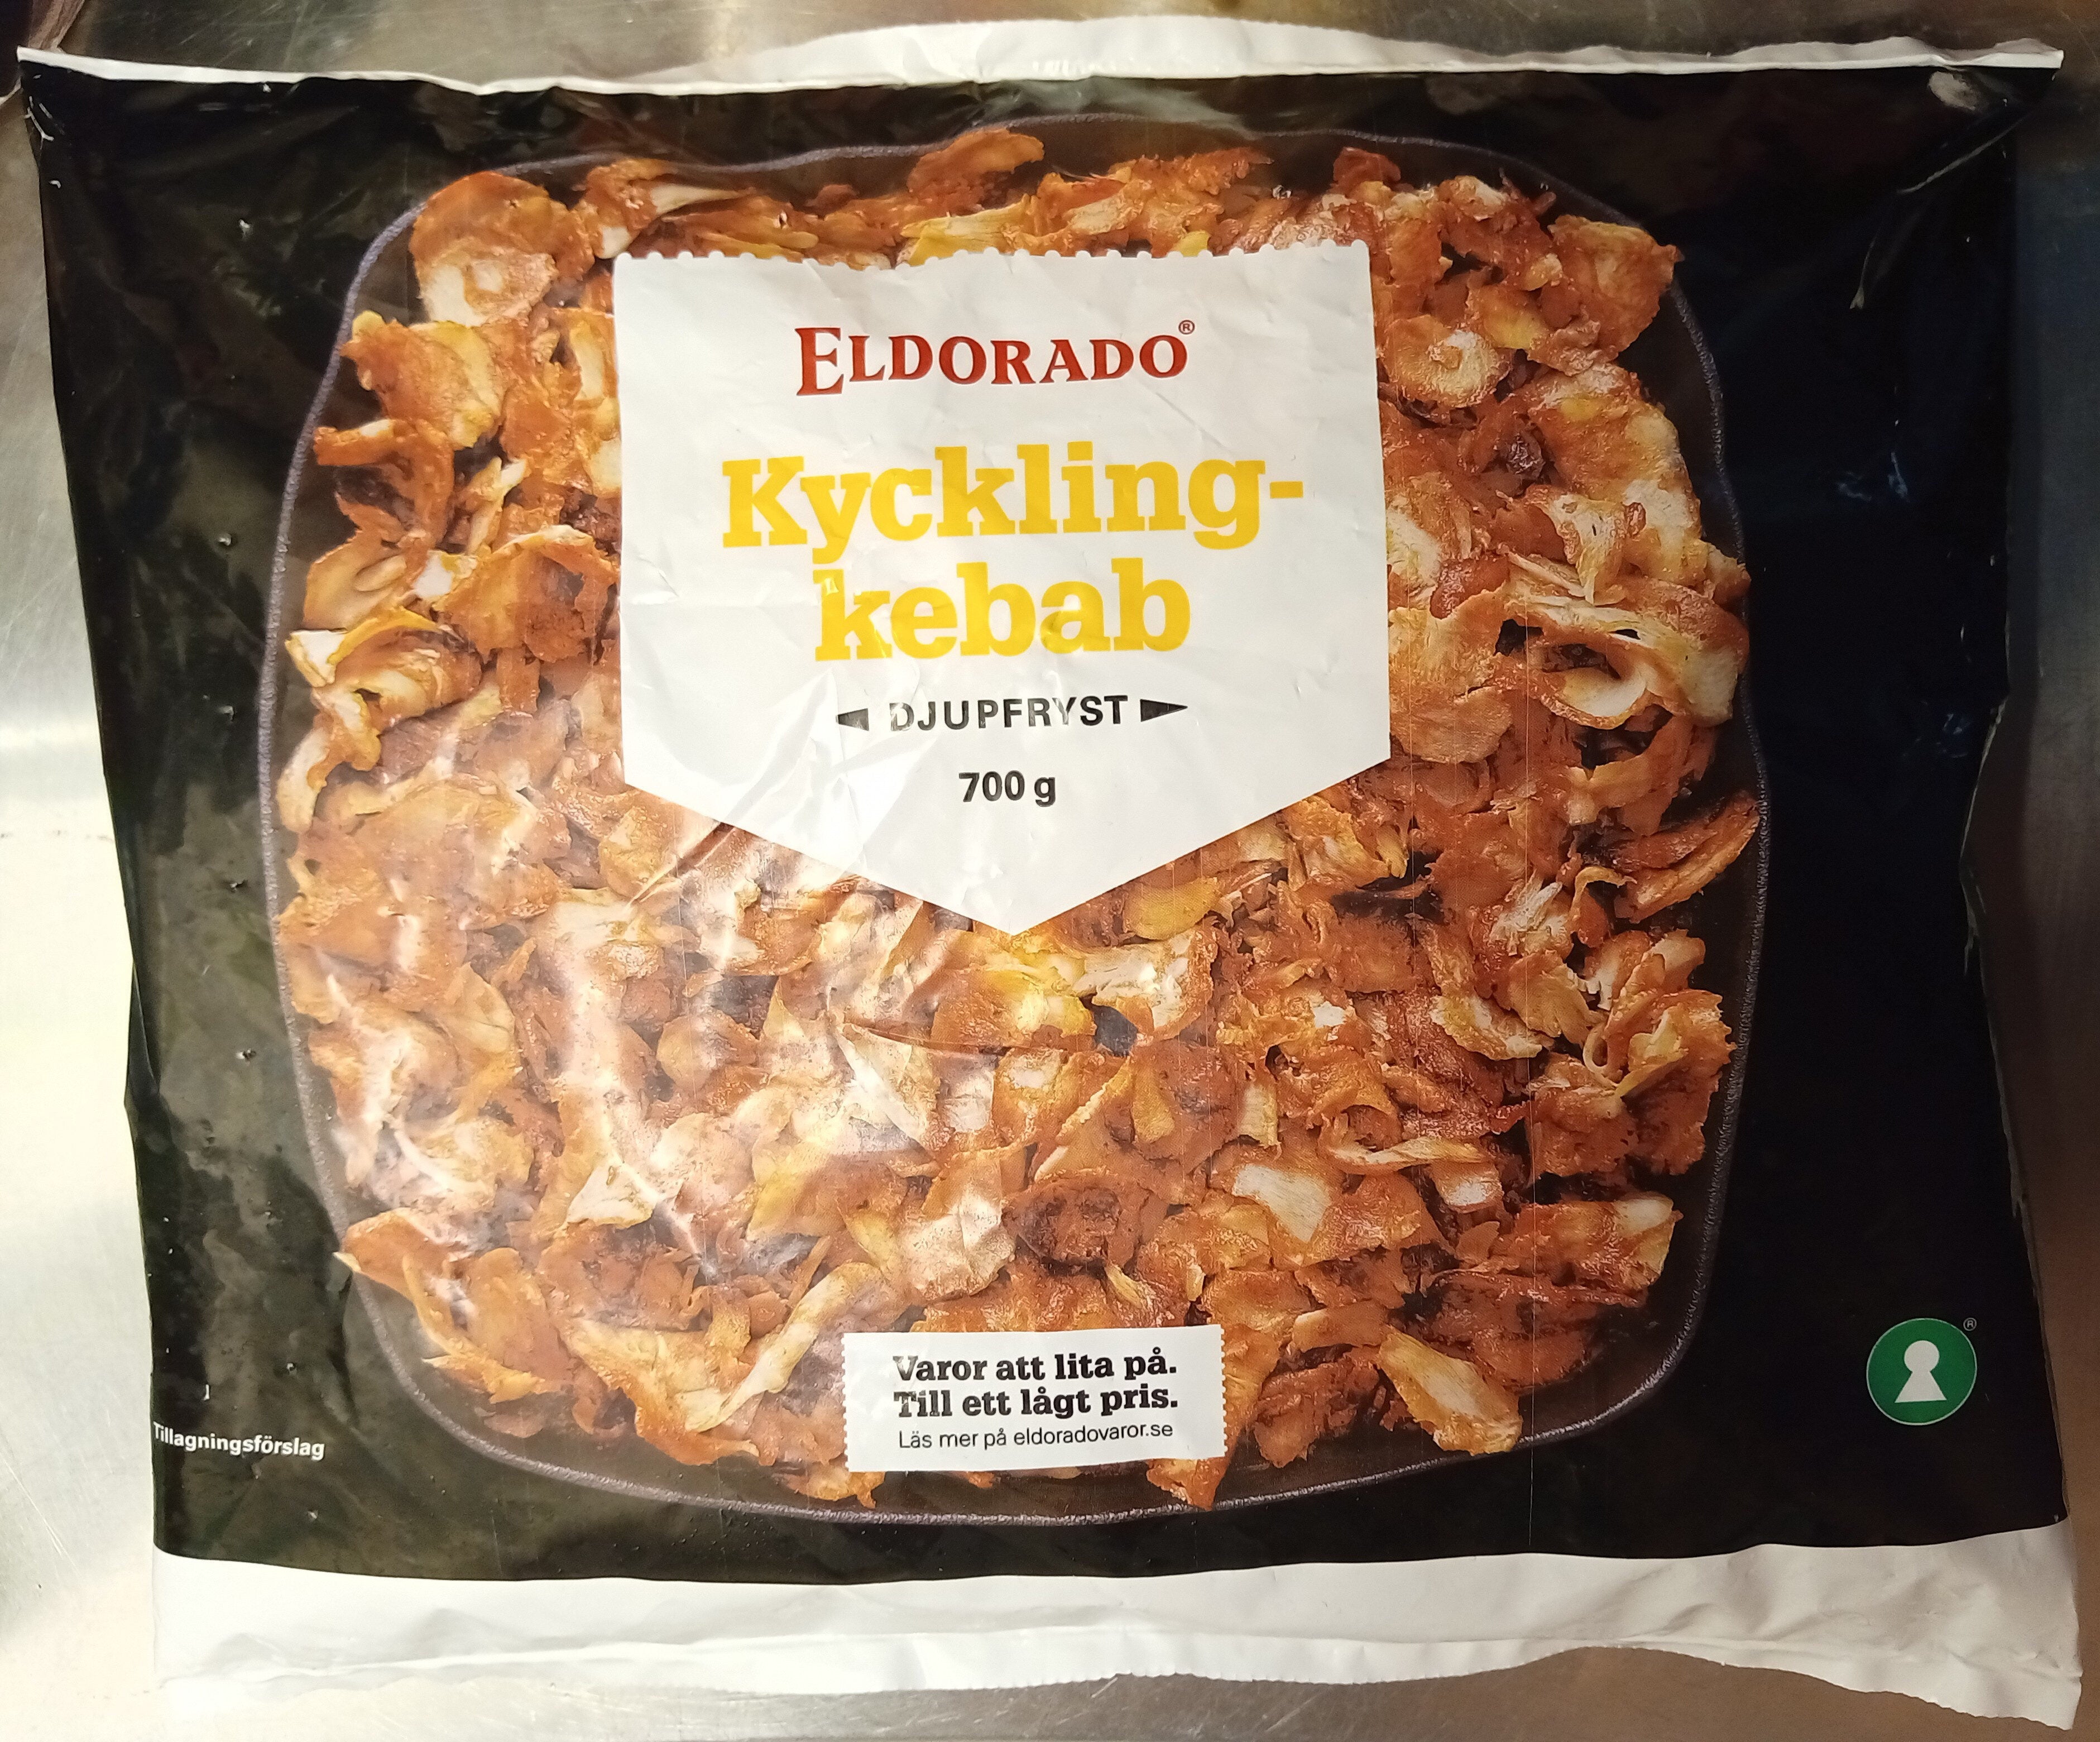 ELDORADO®
Kyckling-
kebab
◄ DJUPFRYST ►
700 g
Varor att lita på.
Till ett lågt pris.
Läs mer på eldoradovaror.se
®
Tillagningsförslag